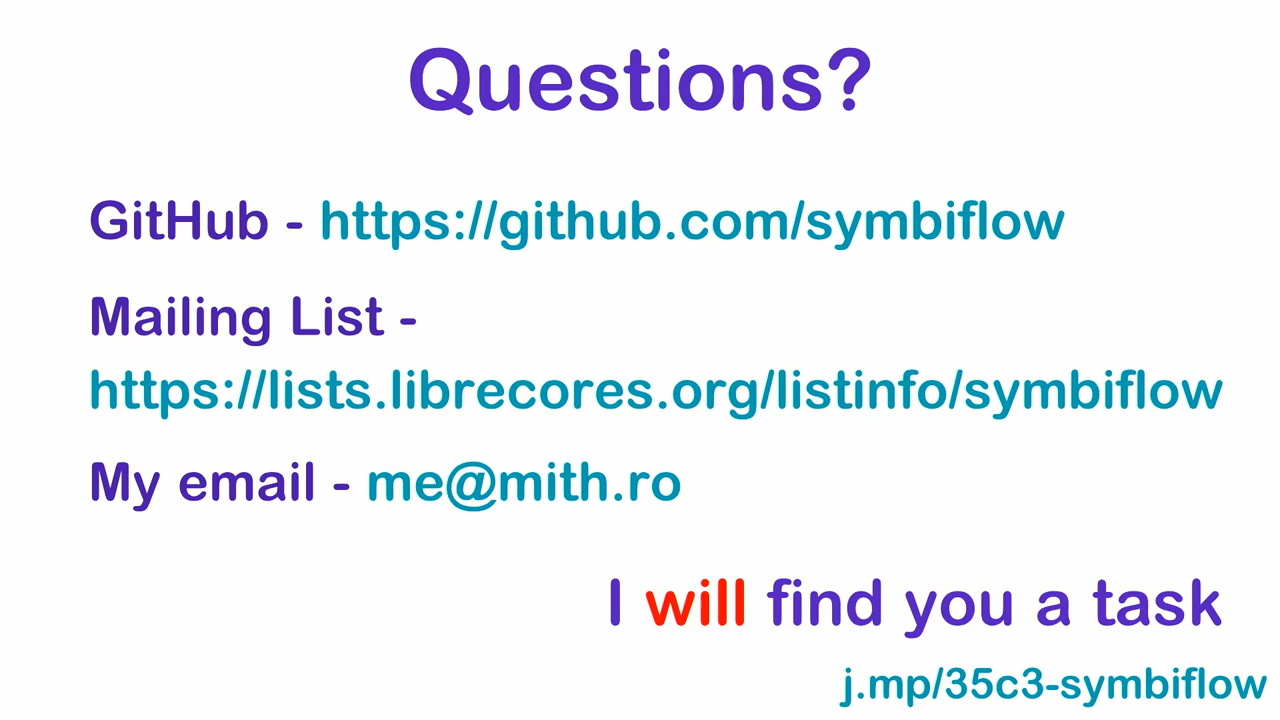 Questions?
GitHub - https://github.com/symbiflow
Mailing List -
https://lists.librecores.org/listinfo/symbiflow
My email - me@mith.ro
I will find you a task
j.mp/35c3-symbiflow